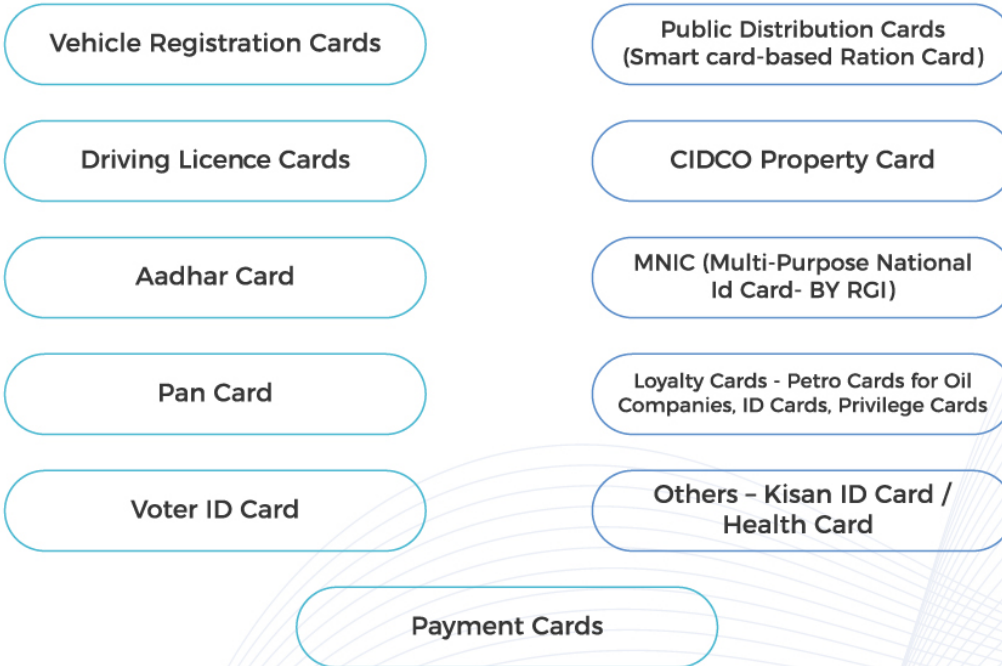 Vehicle Registration Cards
Public Distribution Cards
(Smart card-based Ration Card)
Driving Licence Cards
CIDCO Property Card
Aadhar Card
MNIC (Multi-Purpose National
Id Card- BY RGI)
Pan Card
Loyalty Cards - Petro Cards for Oil
Companies, ID Cards, Privilege Cards
Voter ID Card
Others – Kisan ID Card /
Health Card
Payment Cards